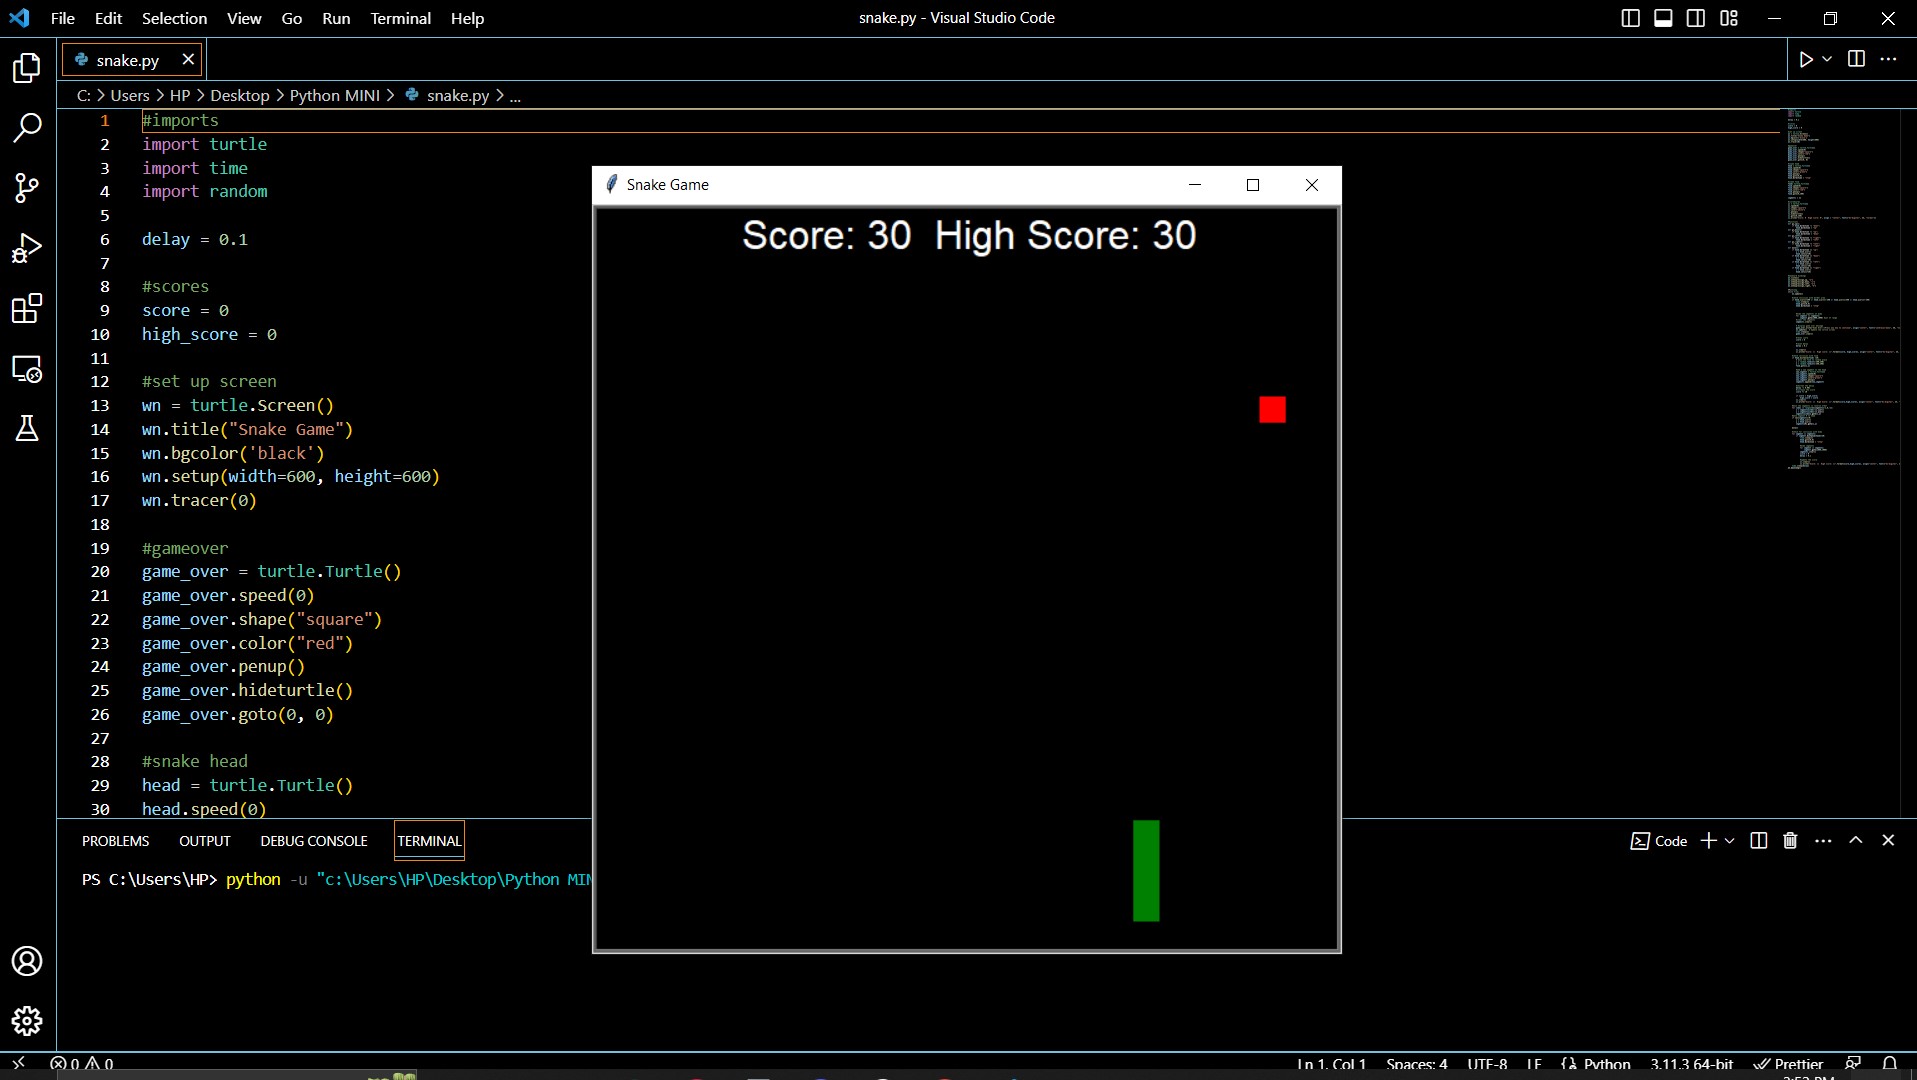 File Edit Selection View Go Run Terminal Help
snake.py - Visual Studio Code
snake.py
C: > Users > HP > Desktop > Python MINI > snake.py > ...
1 #imports
2 import turtle
3 import time
4 import random
5
6 delay = 0.1
7
8 #scores
9 score = 0
10 high_score = 0
11
12 #set up screen
13 wn = turtle.Screen()
14 wn.title("Snake Game")
15 wn.bgcolor('black')
16 wn.setup(width=600, height=600)
17 wn.tracer(0)
18
19 #gameover
20 game_over = turtle.Turtle()
21 game_over.speed(0)
22 game_over.shape("square")
23 game_over.color("red")
24 game_over.penup()
25 game_over.hideturtle()
26 game_over.goto(0, 0)
27
28 #snake head
29 head = turtle.Turtle()
30 head.speed(0)
Snake Game
Score: 30 High Score: 30
PROBLEMS OUTPUT DEBUG CONSOLE TERMINAL
Code
PS C:\Users\HP> python -u "c:\Users\HP\Desktop\Python MIN
0 0 Ln 1, Col 1 Spaces: 4 UTF-8 LF Python 3.11.3 64-bit Prettier